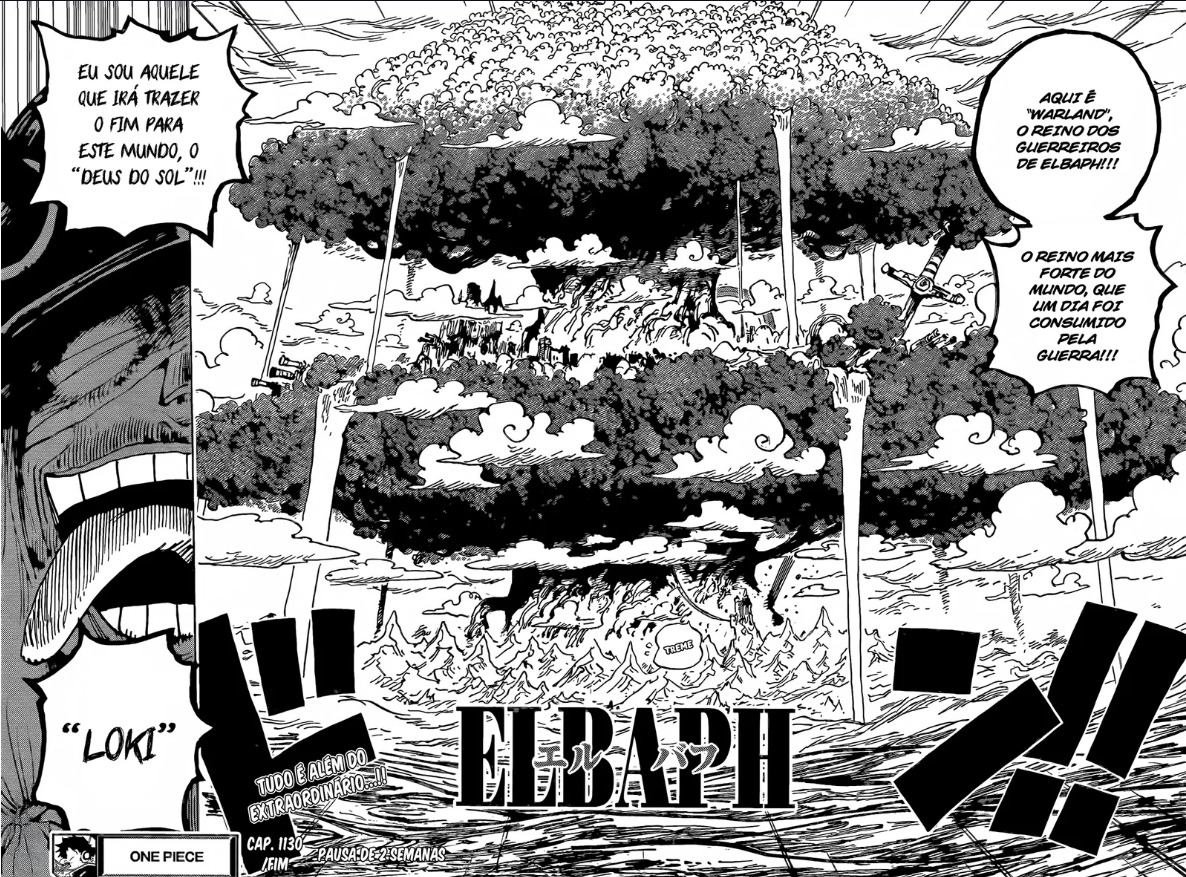 AQUI É
"WARLAND",
O REINO DOS
GUERREIROS
DE ELBAPH!!!
O REINO MAIS
FORTE DO
MUNDO, QUE
UM DIA FOI
CONSUMIDO
PELA
GUERRA!!!
EU SOU AQUELE
QUE IRÁ TRAZER
O FIM PARA
ESTE MUNDO, O
"DEUS DO SOL"!!!
"LOKI"
TREME
ドン!!
ELBAPH
エルバフ
TUDO É ALÉM DO
EXTRAORDINÁRIO...!!
CAP. 1130
/FIM
PAUSA DE 2 SEMANAS
ONE PIECE